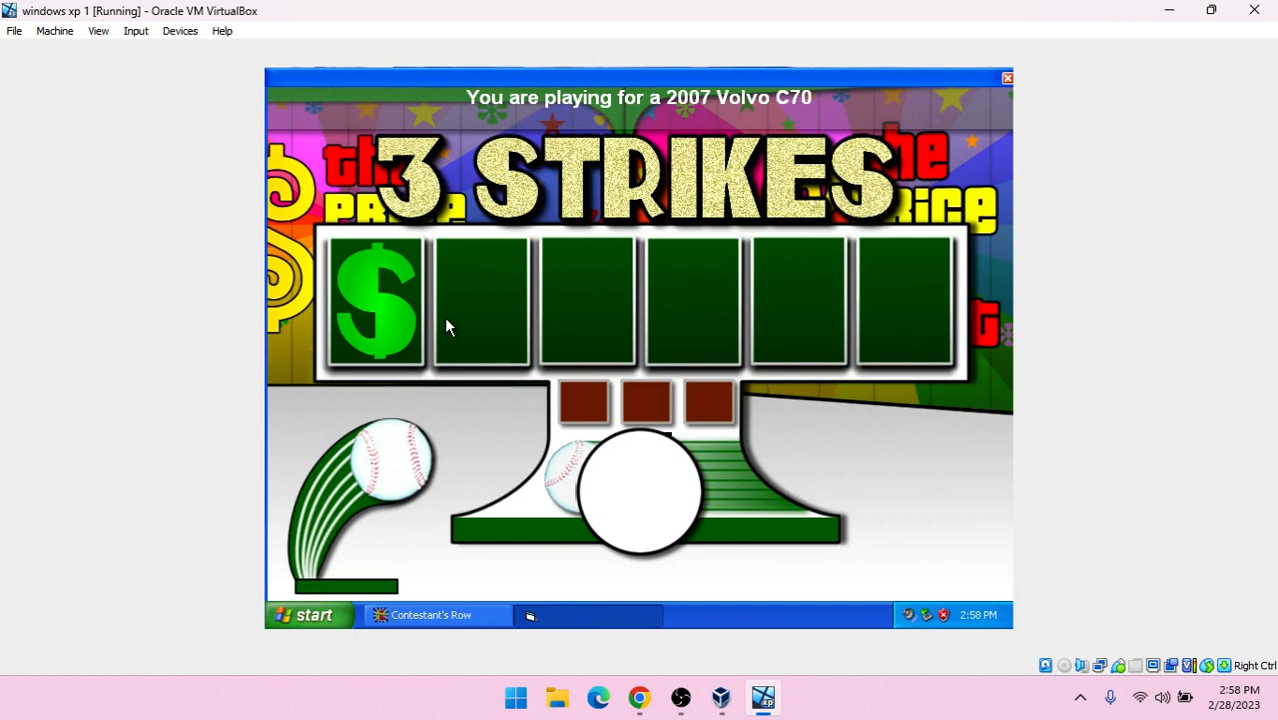 windows xp 1 [Running] - Oracle VM VirtualBox
File Machine View Input Devices Help
You are playing for a 2007 Volvo C70
3 STRIKES
$
start Contestant's Row 2:58 PM
Right Ctrl
xp
2:58 PM
2/28/2023